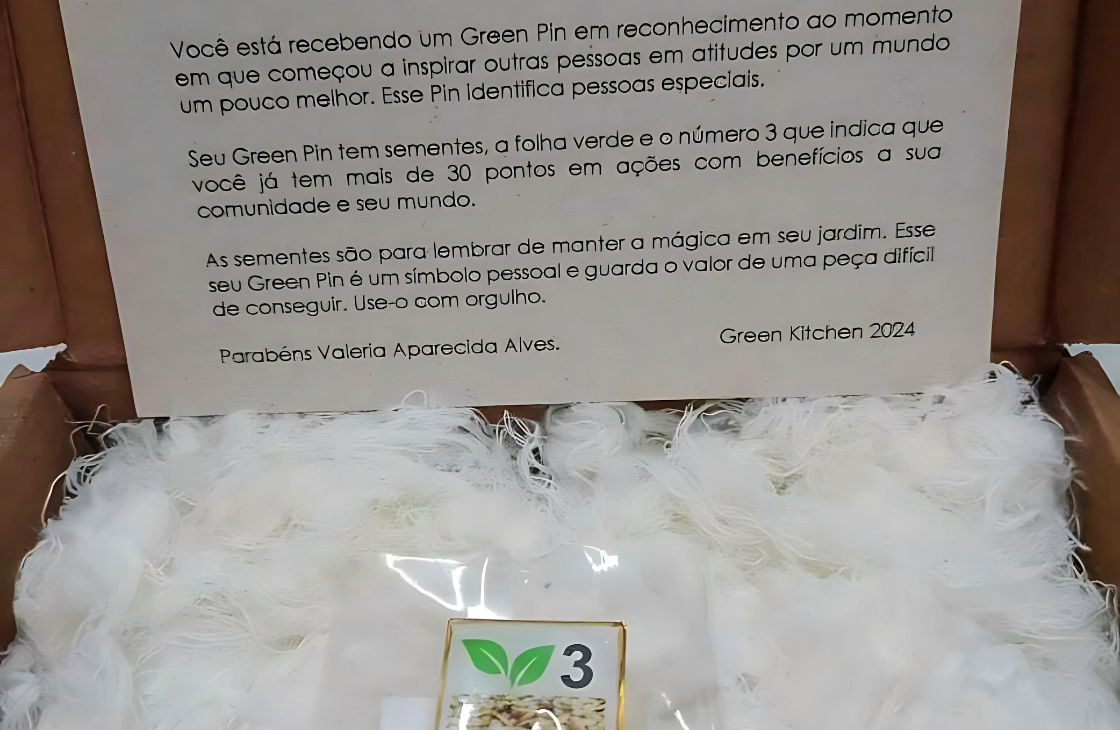 Você está recebendo um Green Pin em reconhecimento ao momento
em que começou a inspirar outras pessoas em atitudes por um mundo
um pouco melhor. Esse Pin identifica pessoas especiais.
Seu Green Pin tem sementes, a folha verde e o número 3 que indica que
você já tem mais de 30 pontos em ações com benefícios a sua
comunidade e seu mundo.
As sementes são para lembrar de manter a mágica em seu jardim. Esse
seu Green Pin é um símbolo pessoal e guarda o valor de uma peça difícil
de conseguir. Use-o com orgulho.
Parabéns Valeria Aparecida Alves.
Green Kitchen 2024
3